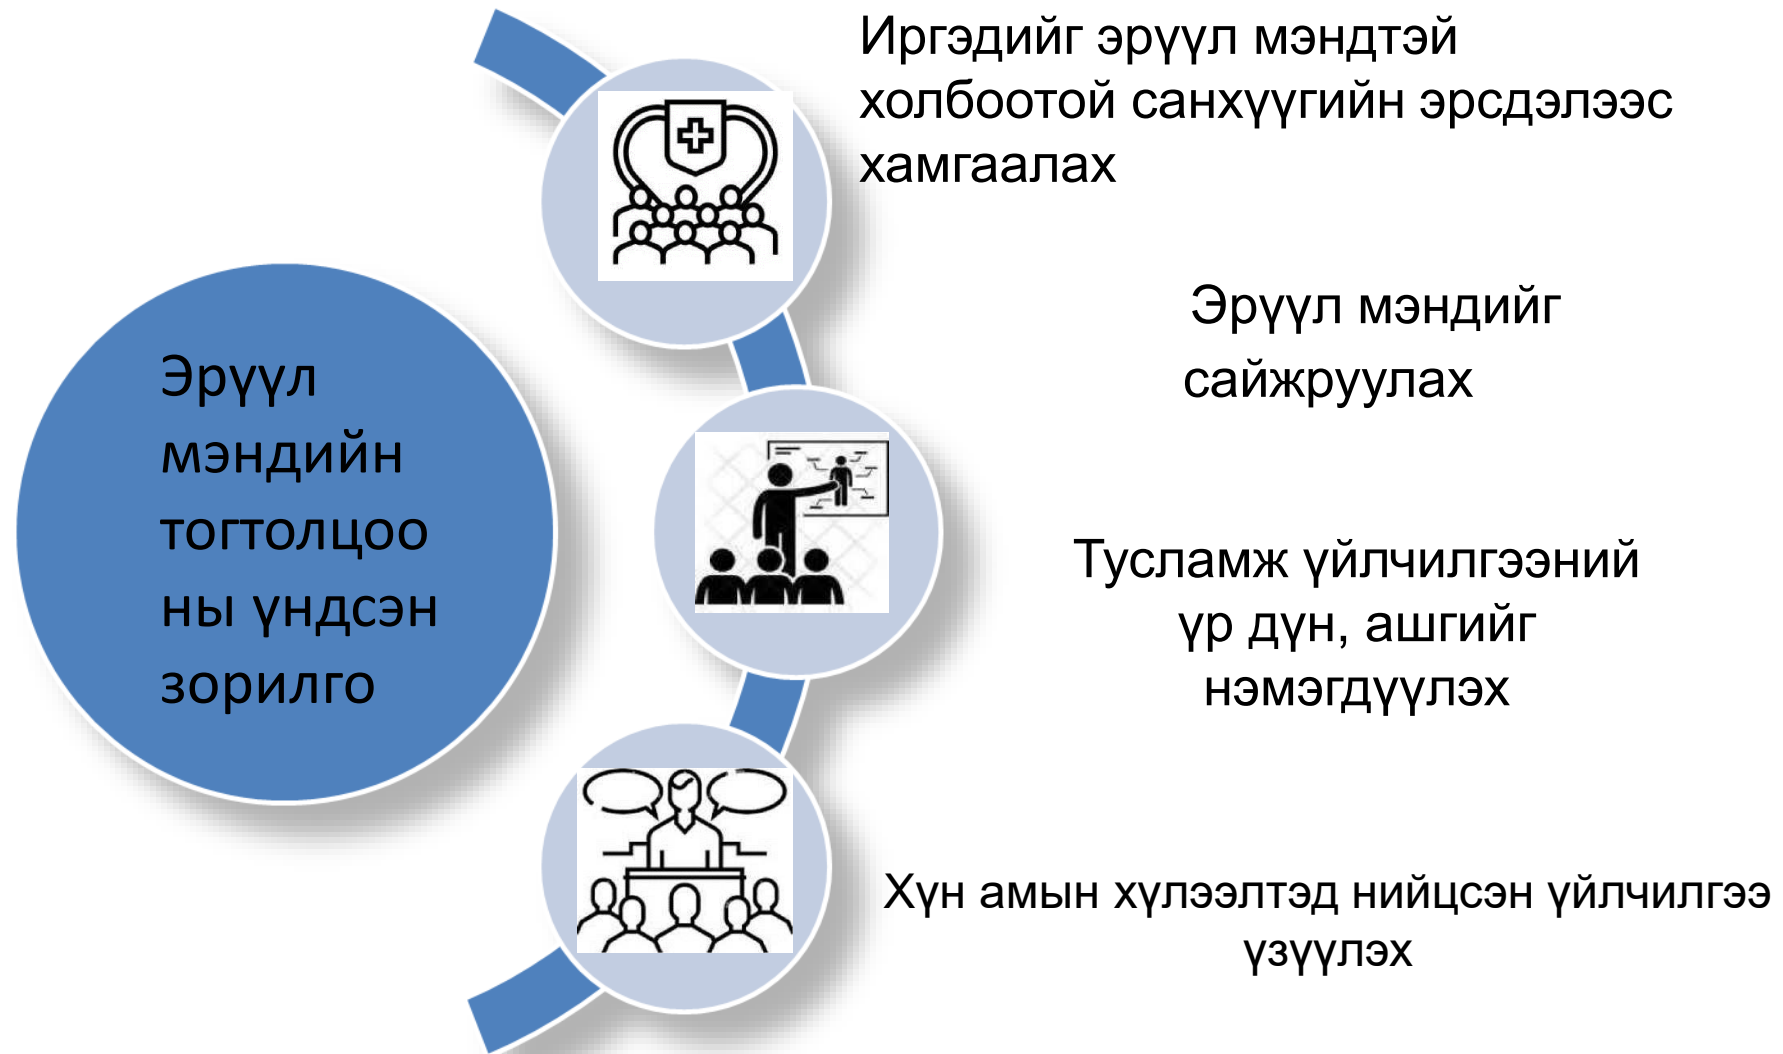 Эрүүл
мэндийн
тогтолцоо
ны үндсэн
зорилго
Иргэдийг эрүүл мэндтэй
холбоотой санхүүгийн эрсдэлээс
хамгаалах
Эрүүл мэндийг
сайжруулах
Тусламж үйлчилгээний
үр дүн, ашгийг
нэмэгдүүлэх
Хүн амын хүлээлтэд нийцсэн үйлчилгээ
үзүүлэх